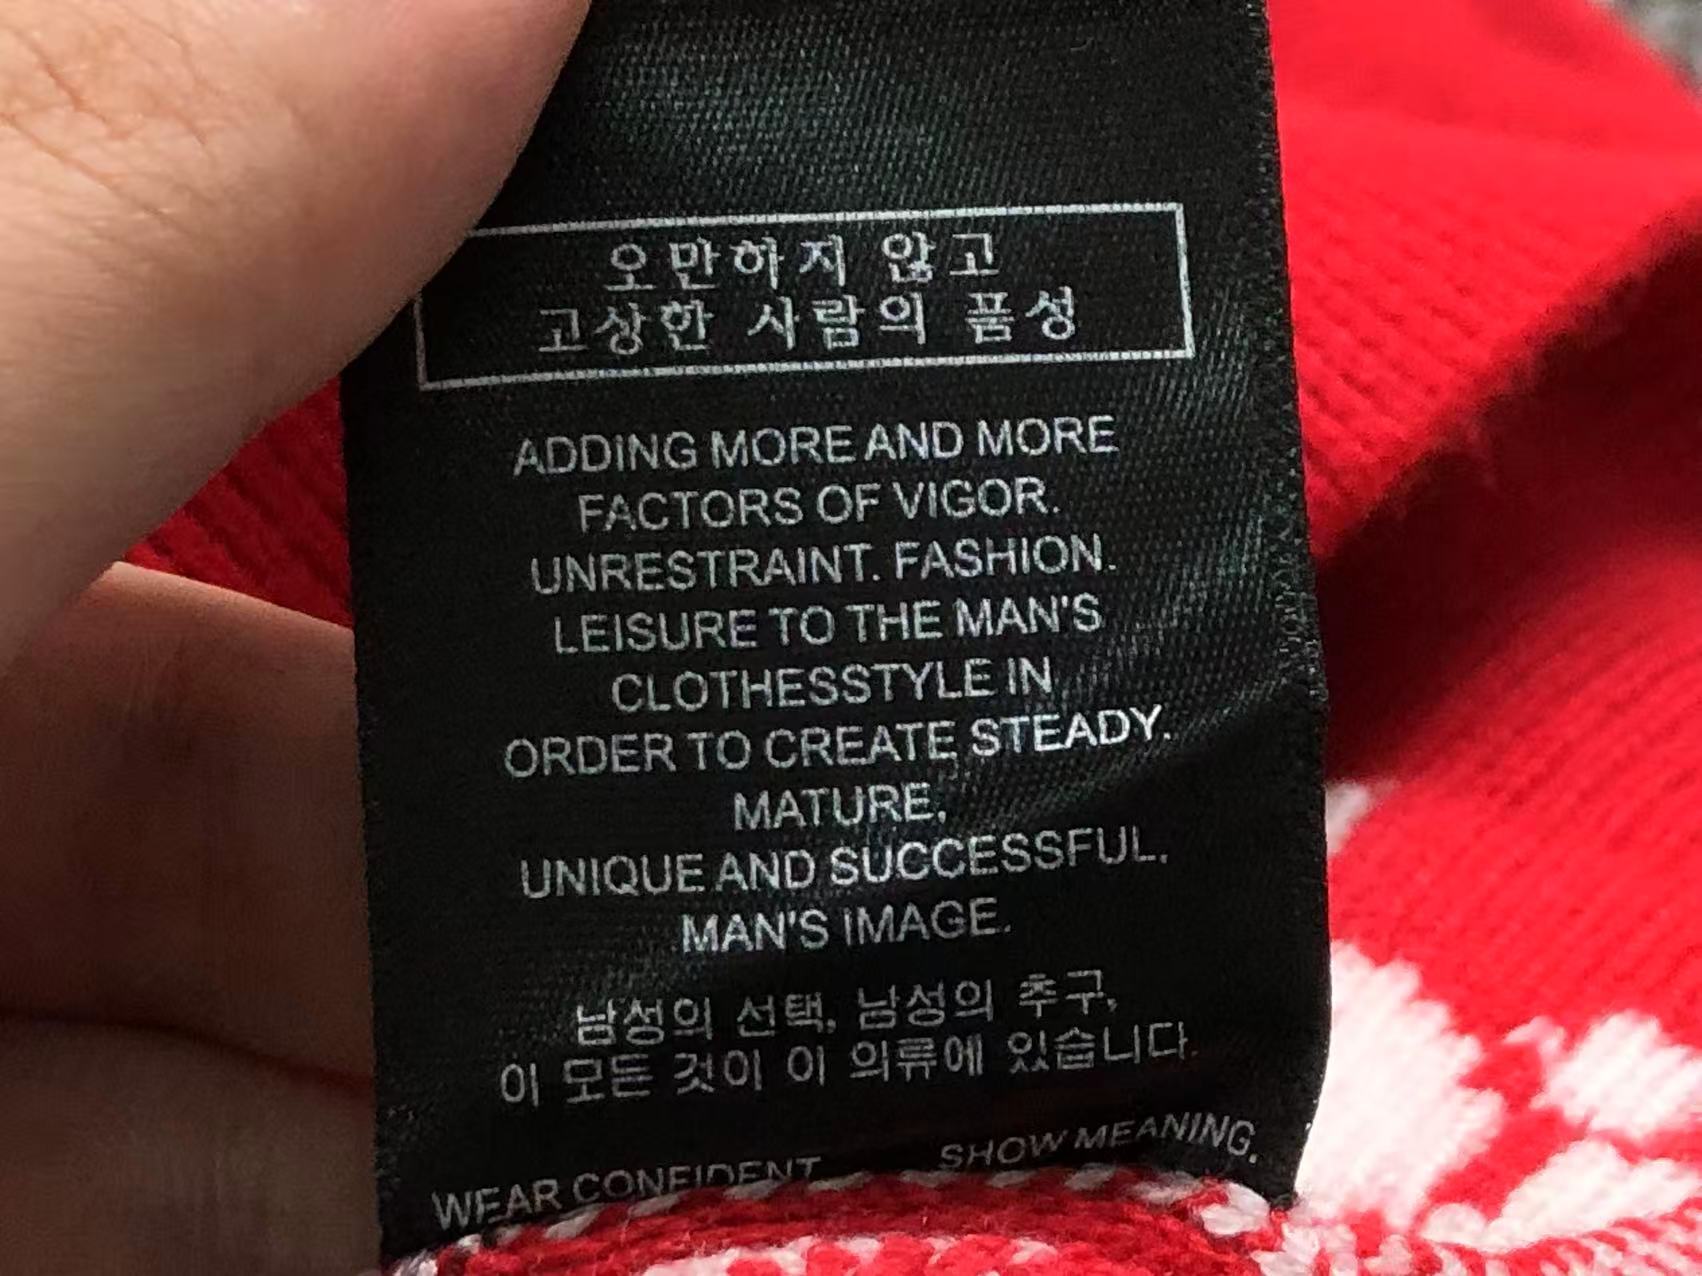 오만하지 않고
고상한 사람의 품성
ADDING MORE AND MORE
FACTORS OF VIGOR.
UNRESTRAINT. FASHION.
LEISURE TO THE MAN'S
CLOTHESSTYLE IN
ORDER TO CREATE STEADY.
MATURE.
UNIQUE AND SUCCESSFUL.
MAN'S IMAGE.
남성의 선택, 남성의 추구,
이 모든 것이 이 의류에 있습니다.
WEAR CONFIDENT SHOW MEANING.